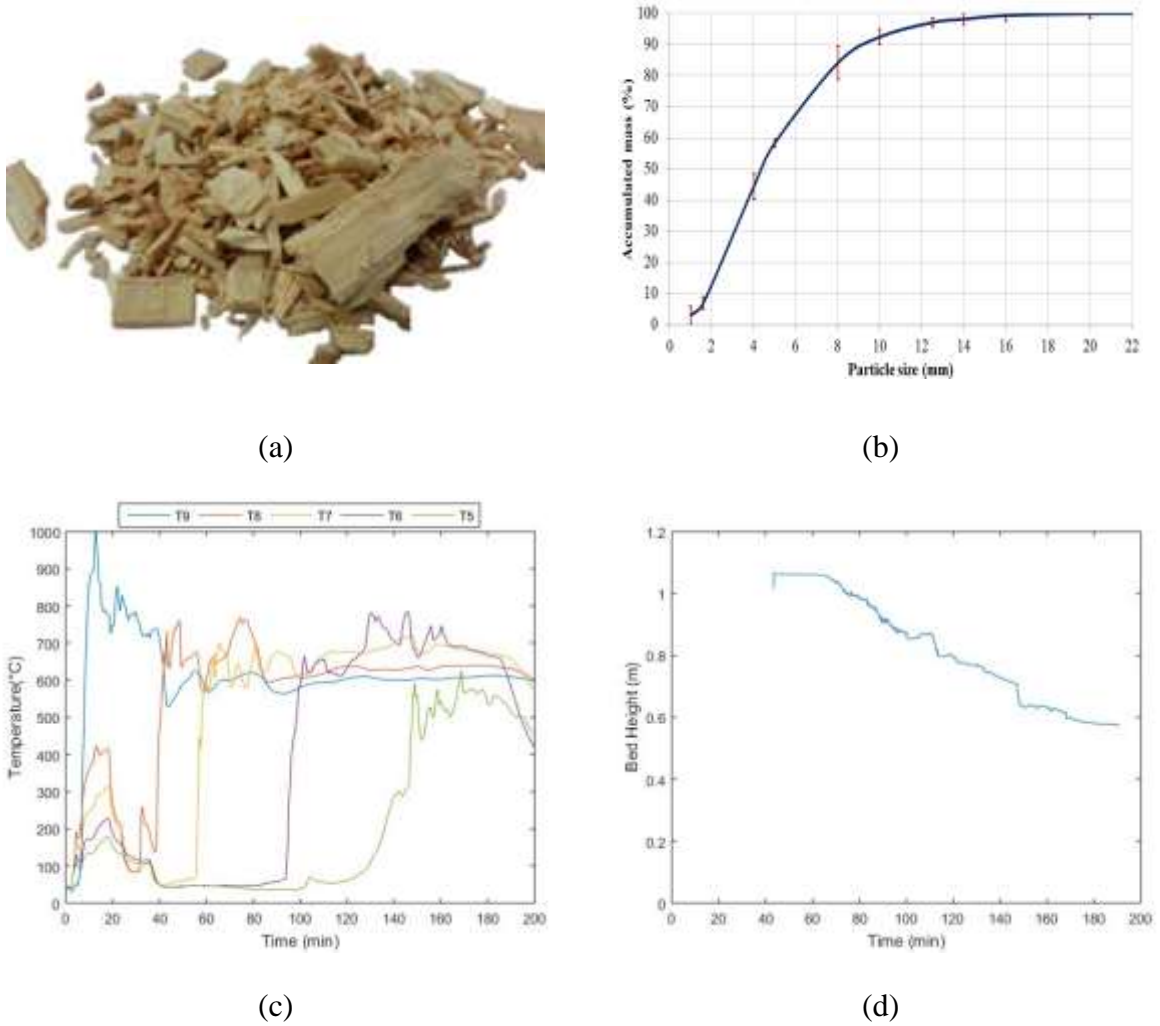 100
90
80
70
60
50
40
30
20
10
0
Accumulated mass (%)
0 2 4 6 8 10 12 14 16 18 20 22
Particle size (mm)
(a) (b)
T9 T8 T7 T6 T5
1000
900
800
700
600
500
400
300
200
100
0
Temperature(°C)
0 20 40 60 80 100 120 140 160 180 200
Time (min)
1.2
1
0.8
0.6
0.4
0.2
0
Bed Height (m)
0 20 40 60 80 100 120 140 160 180 200
Time (min)
(c) (d)